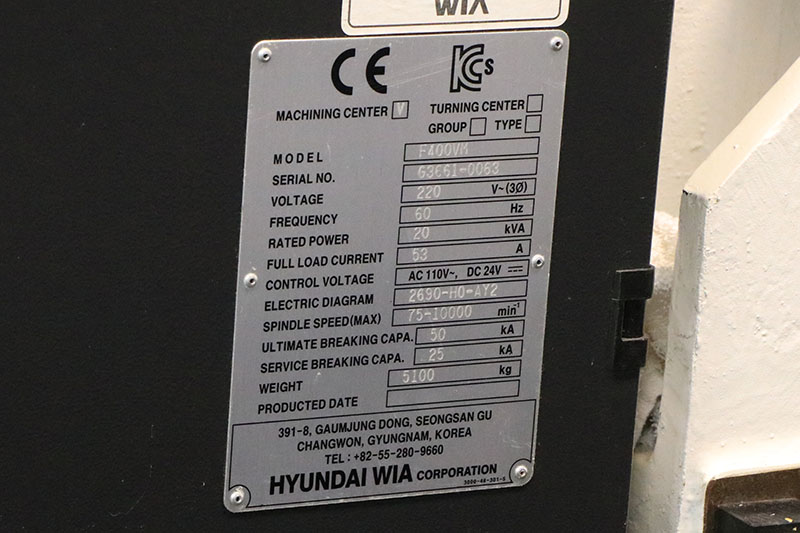 WIA
CE KCs
MACHINING CENTER V TURNING CENTER
GROUP TYPE
MODEL F400VM
SERIAL NO.
VOLTAGE 220 V~(3Ø)
FREQUENCY 60 Hz
RATED POWER 20 kVA
FULL LOAD CURRENT 53 A
CONTROL VOLTAGE AC 110V~, DC 24V
ELECTRIC DIAGRAM 2690-H0-AY2
SPINDLE SPEED(MAX) 75-10000 min⁻¹
ULTIMATE BREAKING CAPA. 50 kA
SERVICE BREAKING CAPA. 25 kA
WEIGHT 5100 kg
PRODUCTED DATE
391-8, GAUMJUNG DONG, SEONGSAN GU
CHANGWON, GYUNGNAM, KOREA
TEL : +82-55-280-9660
HYUNDAI WIA CORPORATION